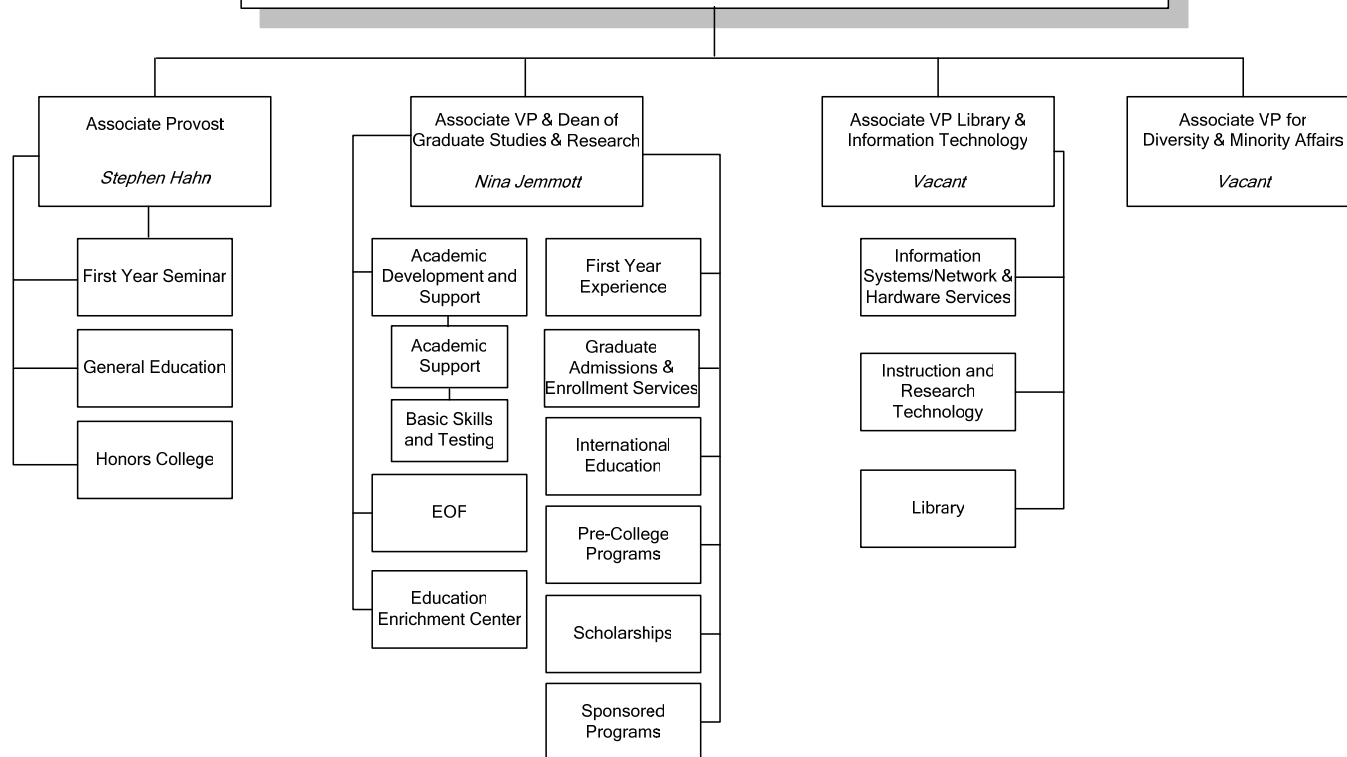 Associate Provost
Stephen Hahn
First Year Seminar
General Education
Honors College
Associate VP & Dean of
Graduate Studies & Research
Nina Jemmott
Academic
Development and
Support
Academic
Support
Basic Skills
and Testing
EOF
Education
Enrichment Center
First Year
Experience
Graduate
Admissions &
Enrollment Services
International
Education
Pre-College
Programs
Scholarships
Sponsored
Programs
Associate VP Library &
Information Technology
Vacant
Information
Systems/Network &
Hardware Services
Instruction and
Research
Technology
Library
Associate VP for
Diversity & Minority Affairs
Vacant